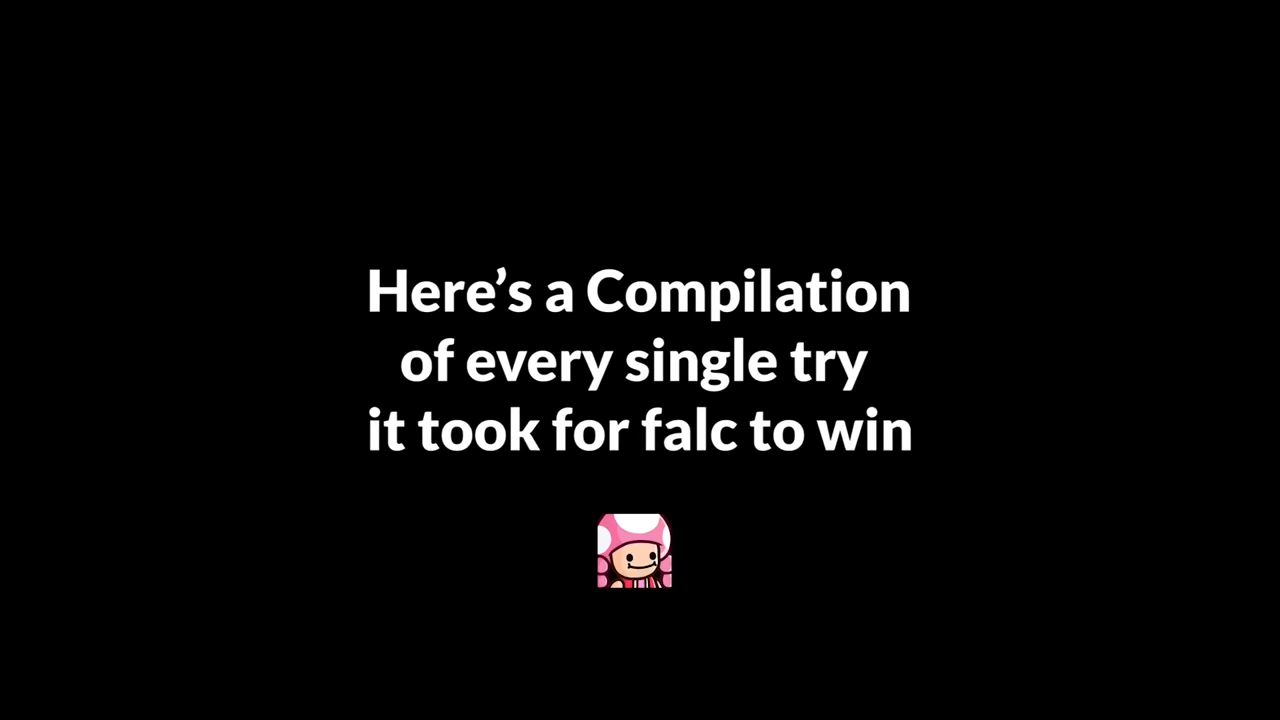 Here’s a Compilation
of every single try
it took for falc to win